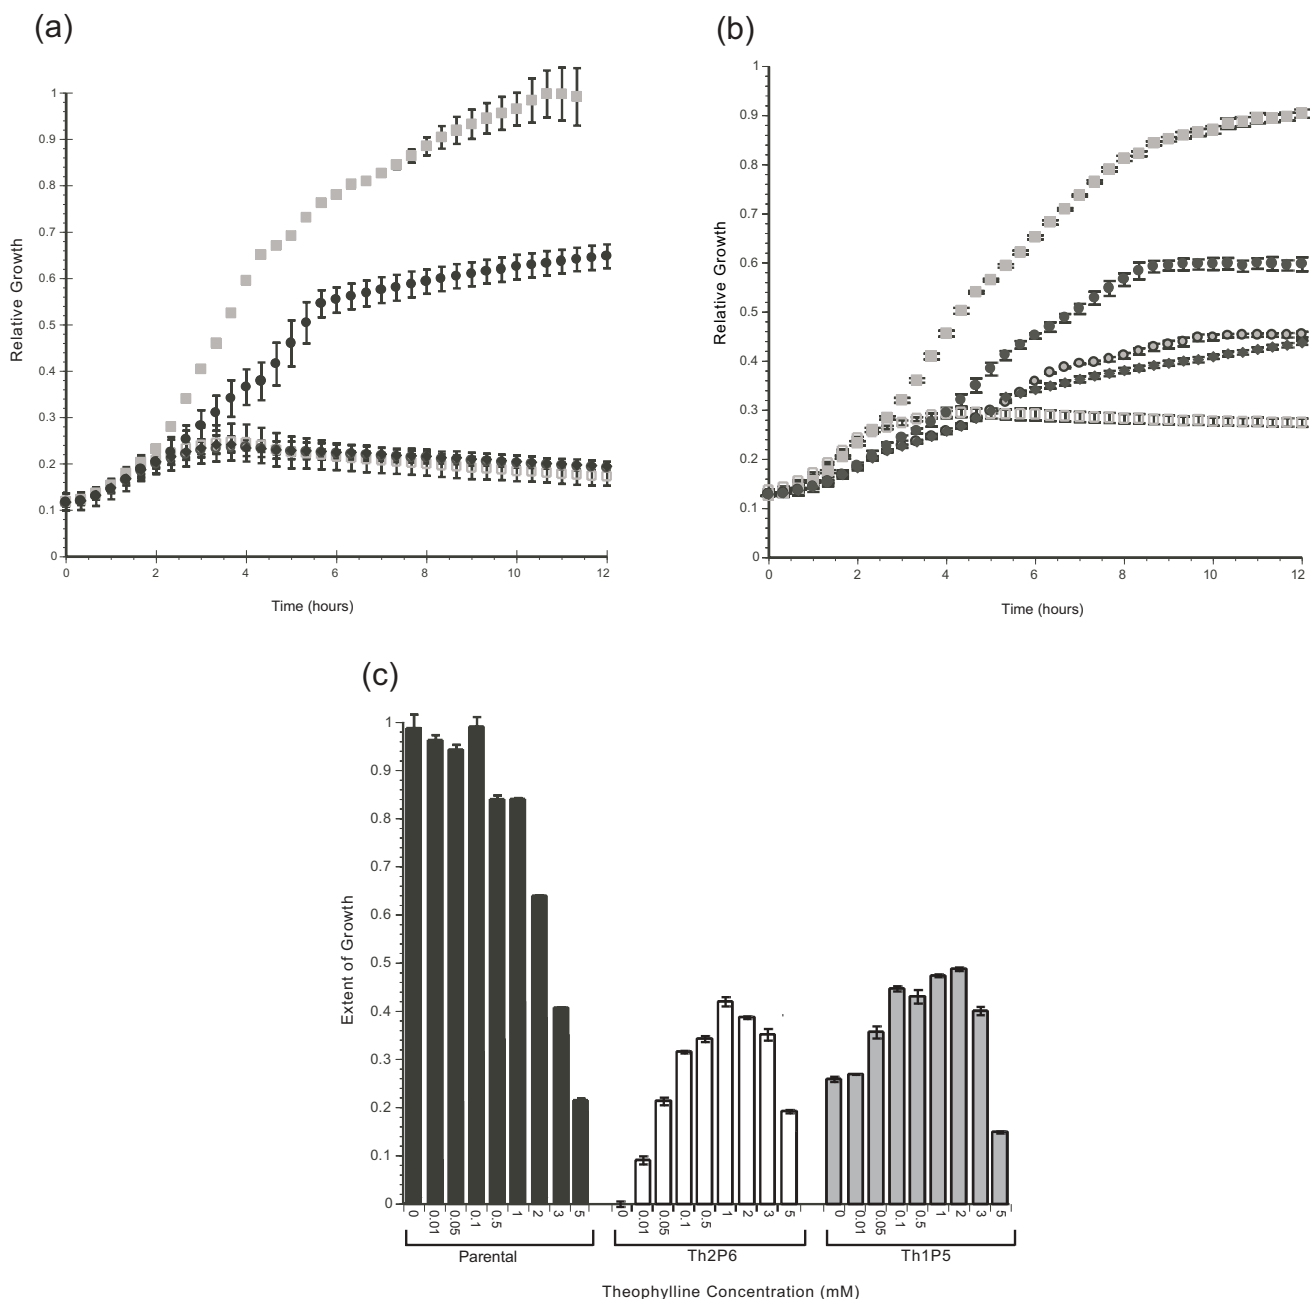 (a)
1
0.9
0.8
0.7
0.6
0.5
0.4
0.3
0.2
0.1
0
Relative Growth
0 2 4 6 8 10 12
Time (hours)
(b)
1
0.9
0.8
0.7
0.6
0.5
0.4
0.3
0.2
0.1
0
Relative Growth
0 2 4 6 8 10 12
Time (hours)
(c)
1
0.9
0.8
0.7
0.6
0.5
0.4
0.3
0.2
0.1
0
Extent of Growth
0 0.01 0.05 0.1 0.5 1 2 3 5
0 0.01 0.05 0.1 0.5 1 2 3 5
0 0.01 0.05 0.1 0.5 1 2 3 5
Parental Th2P6 Th1P5
Theophylline Concentration (mM)